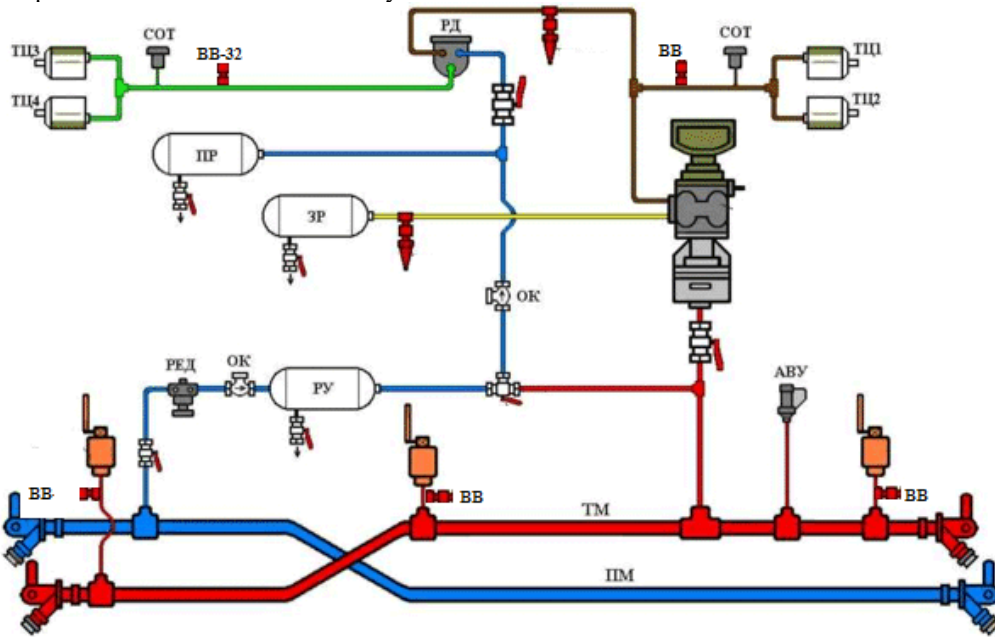 ТЦ3
СОТ
ВВ-32
РД
ВВ
СОТ
ТЦ1
ТЦ4
ТЦ2
ПР
ЗР
ОК
РЕД
ОК
РУ
АВУ
ВВ-
ВВ
ВВ
ТМ
ПМ